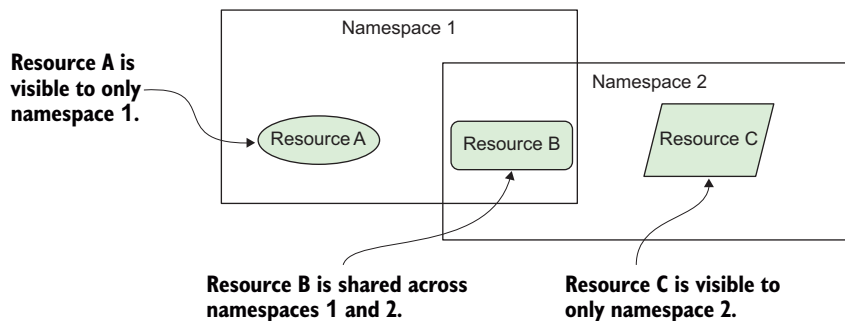 Namespace 1
Resource A is
visible to only
namespace 1.
Namespace 2
Resource A
Resource B
Resource C
Resource B is shared across
namespaces 1 and 2.
Resource C is visible to
only namespace 2.